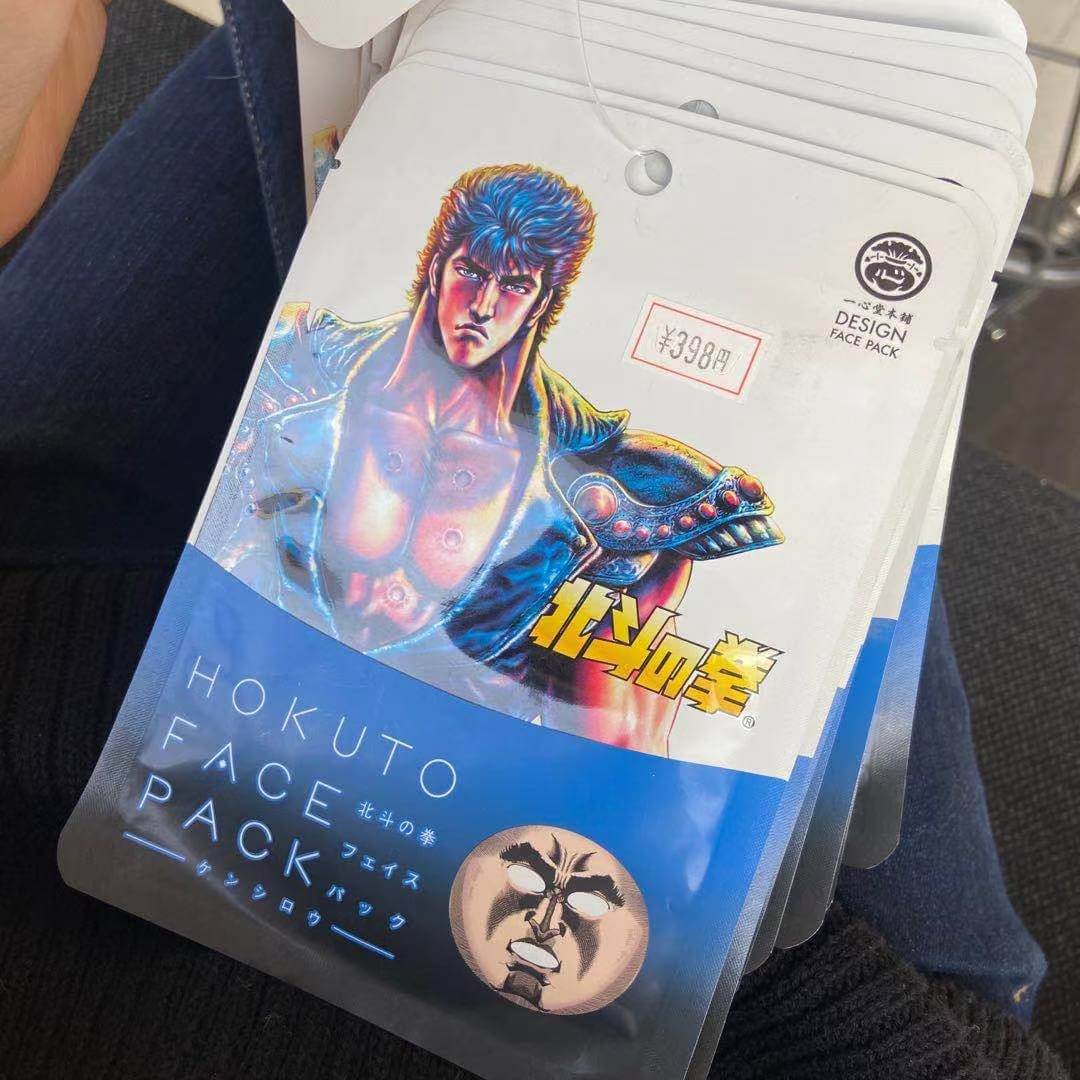 一心堂本舗
DESIGN
FACE PACK
¥398円
北斗の拳
®
HOKUTO
FACE
北斗の拳
PACK
フェイス
パック
ケンシロウ